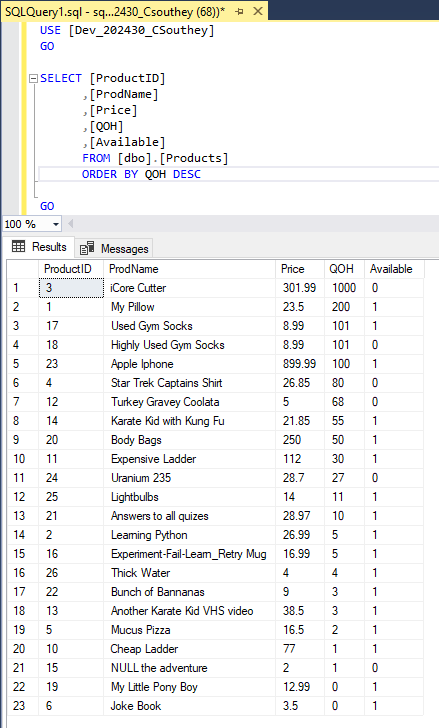 SQLQuery1.sql - sq...2430_CSouthey (68))*
USE [Dev_202430_CSouthey]
GO
SELECT [ProductID]
,[ProdName]
,[Price]
,[QOH]
,[Available]
FROM [dbo].[Products]
ORDER BY QOH DESC
GO
100 %
Results Messages
ProductID ProdName Price QOH Available
1 3 iCore Cutter 301.99 1000 0
2 1 My Pillow 23.5 200 1
3 17 Used Gym Socks 8.99 101 1
4 18 Highly Used Gym Socks 8.99 101 0
5 23 Apple Iphone 899.99 100 1
6 4 Star Trek Captains Shirt 26.85 80 0
7 12 Turkey Gravey Coolata 5 68 0
8 14 Karate Kid with Kung Fu 21.85 55 1
9 20 Body Bags 250 50 1
10 11 Expensive Ladder 112 30 1
11 24 Uranium 235 28.7 27 0
12 25 Lightbulbs 14 11 1
13 21 Answers to all quizes 28.97 10 1
14 2 Learning Python 26.99 5 1
15 16 Experiment-Fail-Learn_Retry Mug 16.99 5 1
16 26 Thick Water 4 4 1
17 22 Bunch of Bannanas 9 3 1
18 13 Another Karate Kid VHS video 38.5 3 1
19 5 Mucus Pizza 16.5 2 1
20 10 Cheap Ladder 77 1 1
21 15 NULL the adventure 2 1 0
22 19 My Little Pony Boy 12.99 0 1
23 6 Joke Book 3.5 0 1